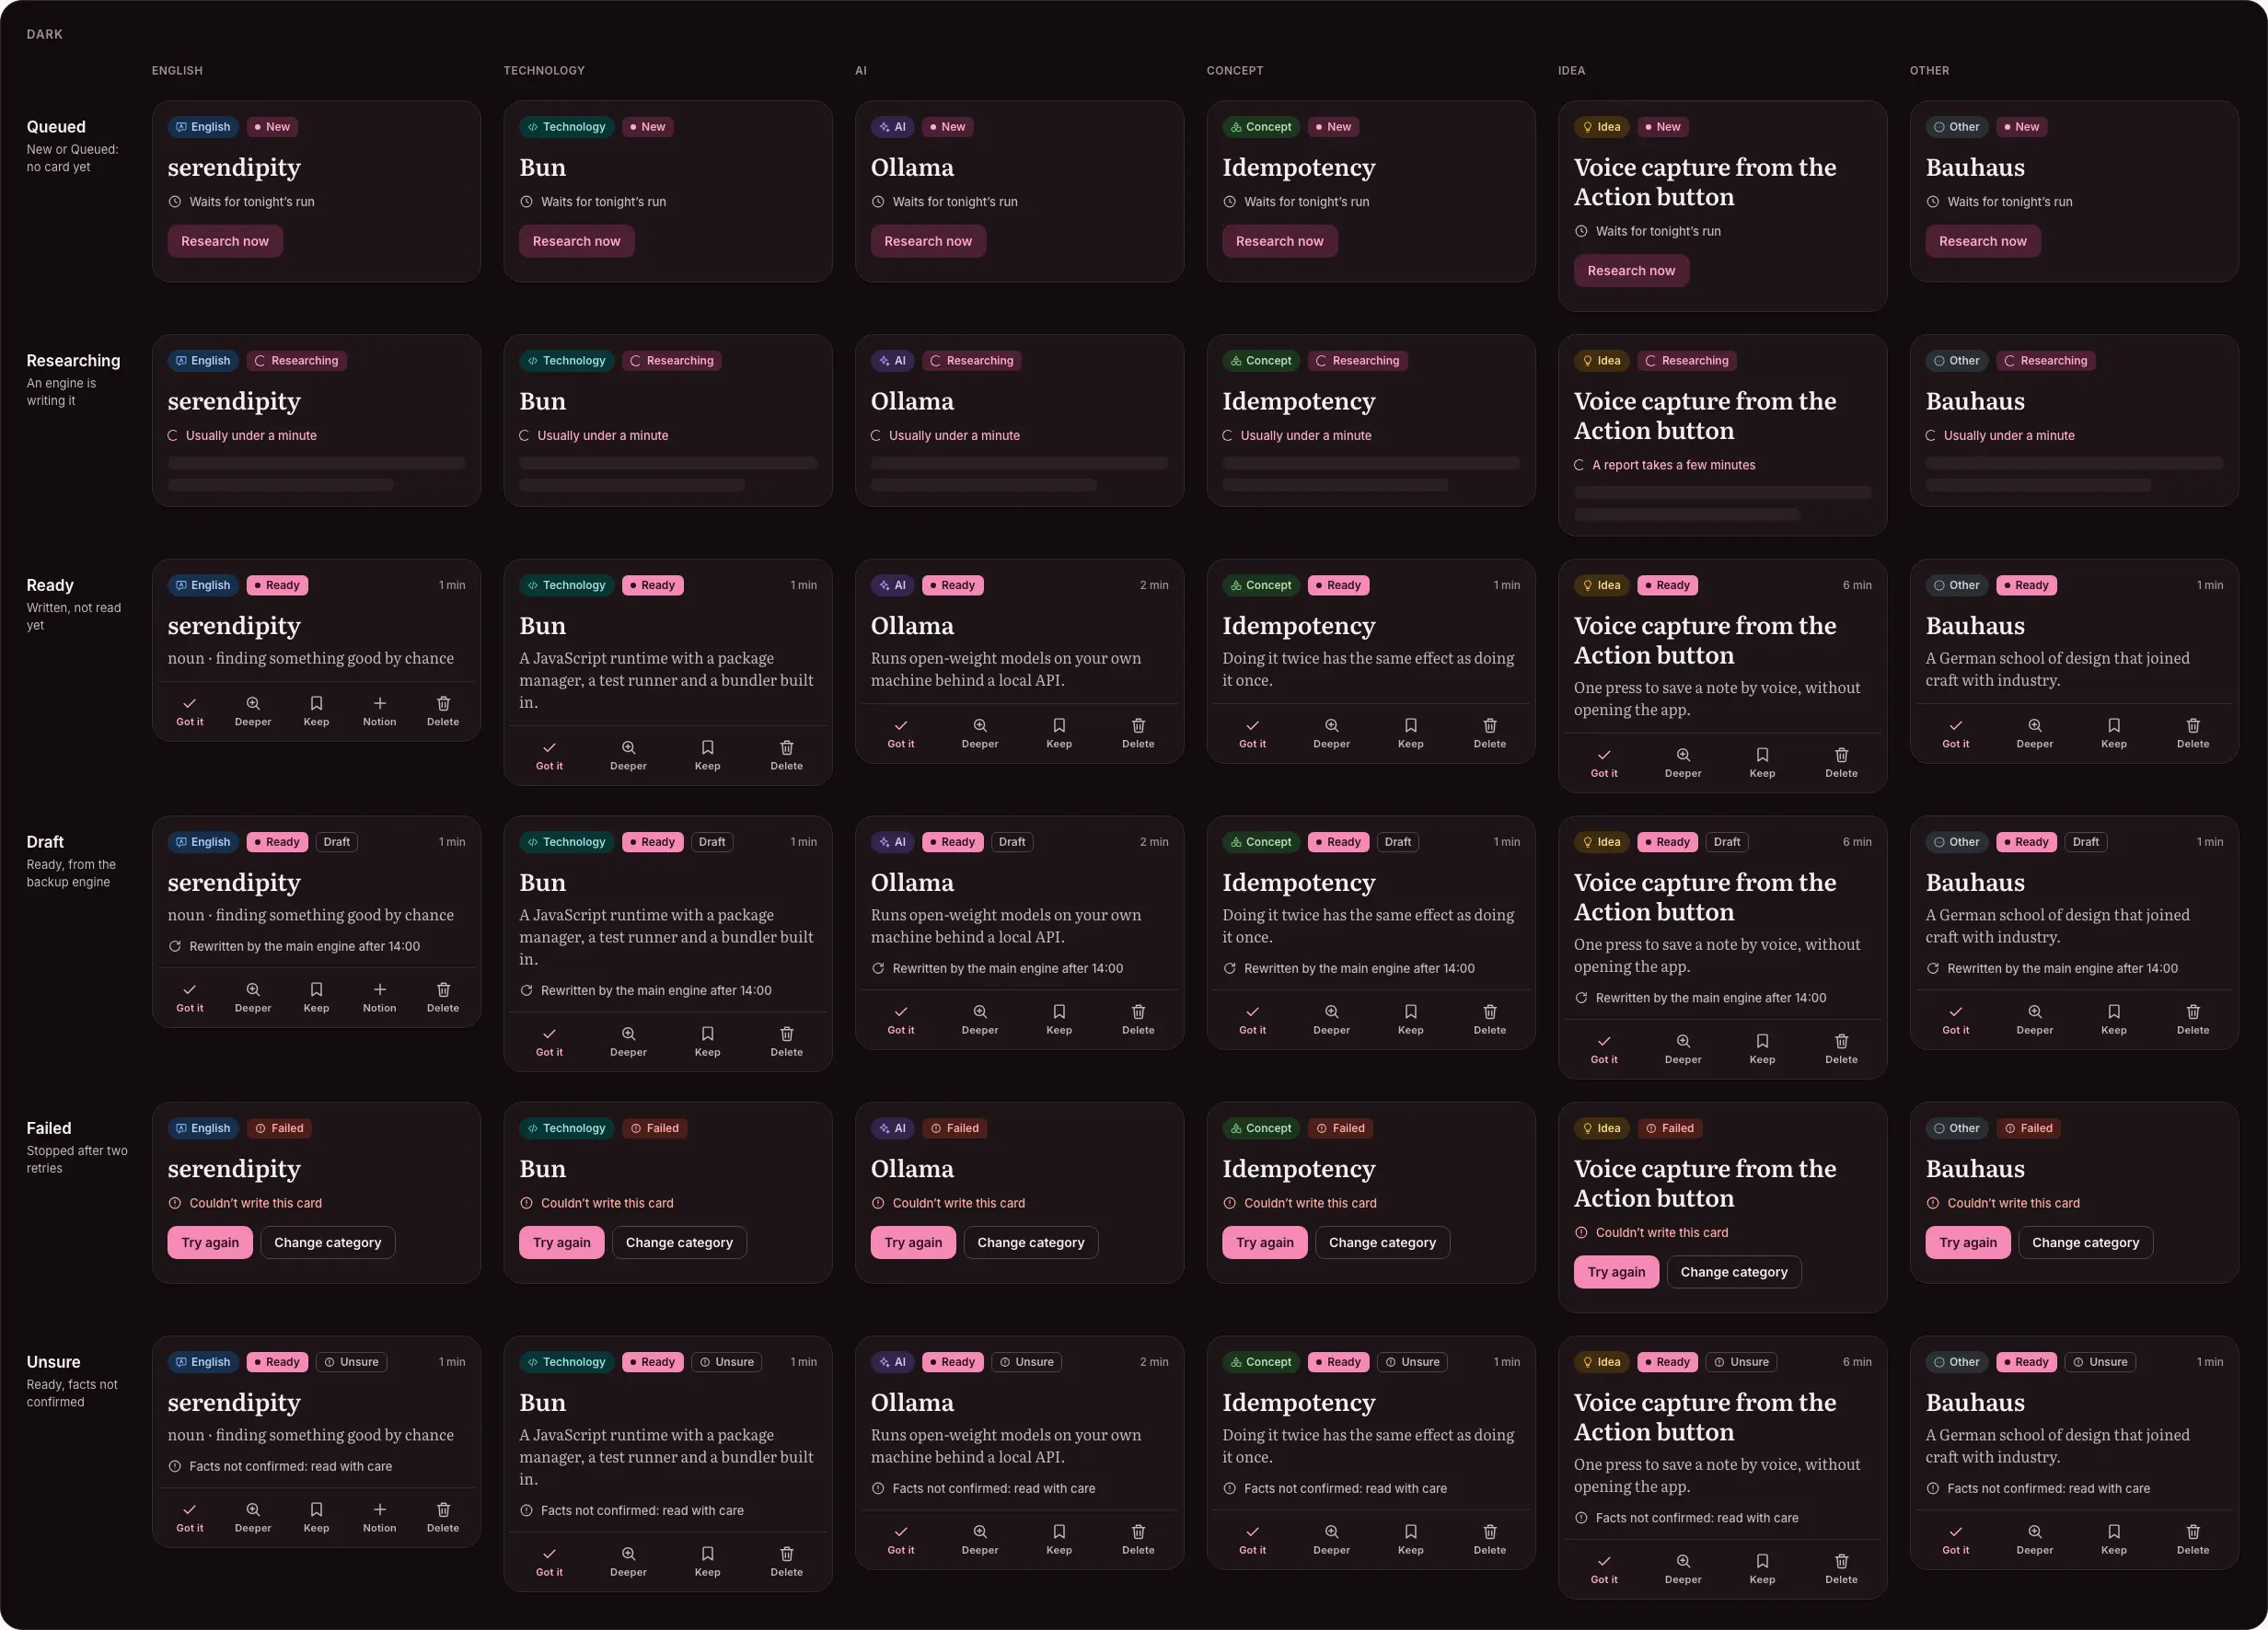 DARK
ENGLISH TECHNOLOGY AI CONCEPT IDEA OTHER
Queued
New or Queued:
no card yet
English New
serendipity
Waits for tonight’s run
Research now
Technology New
Bun
Waits for tonight’s run
Research now
AI New
Ollama
Waits for tonight’s run
Research now
Concept New
Idempotency
Waits for tonight’s run
Research now
Idea New
Voice capture from the
Action button
Waits for tonight’s run
Research now
Other New
Bauhaus
Waits for tonight’s run
Research now
Researching
An engine is
writing it
English Researching
serendipity
Usually under a minute
Technology Researching
Bun
Usually under a minute
AI Researching
Ollama
Usually under a minute
Concept Researching
Idempotency
Usually under a minute
Idea Researching
Voice capture from the
Action button
A report takes a few minutes
Other Researching
Bauhaus
Usually under a minute
Ready
Written, not read
yet
English Ready 1 min
serendipity
noun · finding something good by chance
Got it Deeper Keep Notion Delete
Technology Ready 1 min
Bun
A JavaScript runtime with a package
manager, a test runner and a bundler built
in.
Got it Deeper Keep Delete
AI Ready 2 min
Ollama
Runs open-weight models on your own
machine behind a local API.
Got it Deeper Keep Delete
Concept Ready 1 min
Idempotency
Doing it twice has the same effect as doing
it once.
Got it Deeper Keep Delete
Idea Ready 6 min
Voice capture from the
Action button
One press to save a note by voice, without
opening the app.
Got it Deeper Keep Delete
Other Ready 1 min
Bauhaus
A German school of design that joined
craft with industry.
Got it Deeper Keep Delete
Draft
Ready, from the
backup engine
English Ready Draft 1 min
serendipity
noun · finding something good by chance
Rewritten by the main engine after 14:00
Got it Deeper Keep Notion Delete
Technology Ready Draft 1 min
Bun
A JavaScript runtime with a package
manager, a test runner and a bundler built
in.
Rewritten by the main engine after 14:00
Got it Deeper Keep Delete
AI Ready Draft 2 min
Ollama
Runs open-weight models on your own
machine behind a local API.
Rewritten by the main engine after 14:00
Got it Deeper Keep Delete
Concept Ready Draft 1 min
Idempotency
Doing it twice has the same effect as doing
it once.
Rewritten by the main engine after 14:00
Got it Deeper Keep Delete
Idea Ready Draft 6 min
Voice capture from the
Action button
One press to save a note by voice, without
opening the app.
Rewritten by the main engine after 14:00
Got it Deeper Keep Delete
Other Ready Draft 1 min
Bauhaus
A German school of design that joined
craft with industry.
Rewritten by the main engine after 14:00
Got it Deeper Keep Delete
Failed
Stopped after two
retries
English Failed
serendipity
Couldn’t write this card
Try again Change category
Technology Failed
Bun
Couldn’t write this card
Try again Change category
AI Failed
Ollama
Couldn’t write this card
Try again Change category
Concept Failed
Idempotency
Couldn’t write this card
Try again Change category
Idea Failed
Voice capture from the
Action button
Couldn’t write this card
Try again Change category
Other Failed
Bauhaus
Couldn’t write this card
Try again Change category
Unsure
Ready, facts not
confirmed
English Ready Unsure 1 min
serendipity
noun · finding something good by chance
Facts not confirmed: read with care
Got it Deeper Keep Notion Delete
Technology Ready Unsure 1 min
Bun
A JavaScript runtime with a package
manager, a test runner and a bundler built
in.
Facts not confirmed: read with care
Got it Deeper Keep Delete
AI Ready Unsure 2 min
Ollama
Runs open-weight models on your own
machine behind a local API.
Facts not confirmed: read with care
Got it Deeper Keep Delete
Concept Ready Unsure 1 min
Idempotency
Doing it twice has the same effect as doing
it once.
Facts not confirmed: read with care
Got it Deeper Keep Delete
Idea Ready Unsure 6 min
Voice capture from the
Action button
One press to save a note by voice, without
opening the app.
Facts not confirmed: read with care
Got it Deeper Keep Delete
Other Ready Unsure 1 min
Bauhaus
A German school of design that joined
craft with industry.
Facts not confirmed: read with care
Got it Deeper Keep Delete